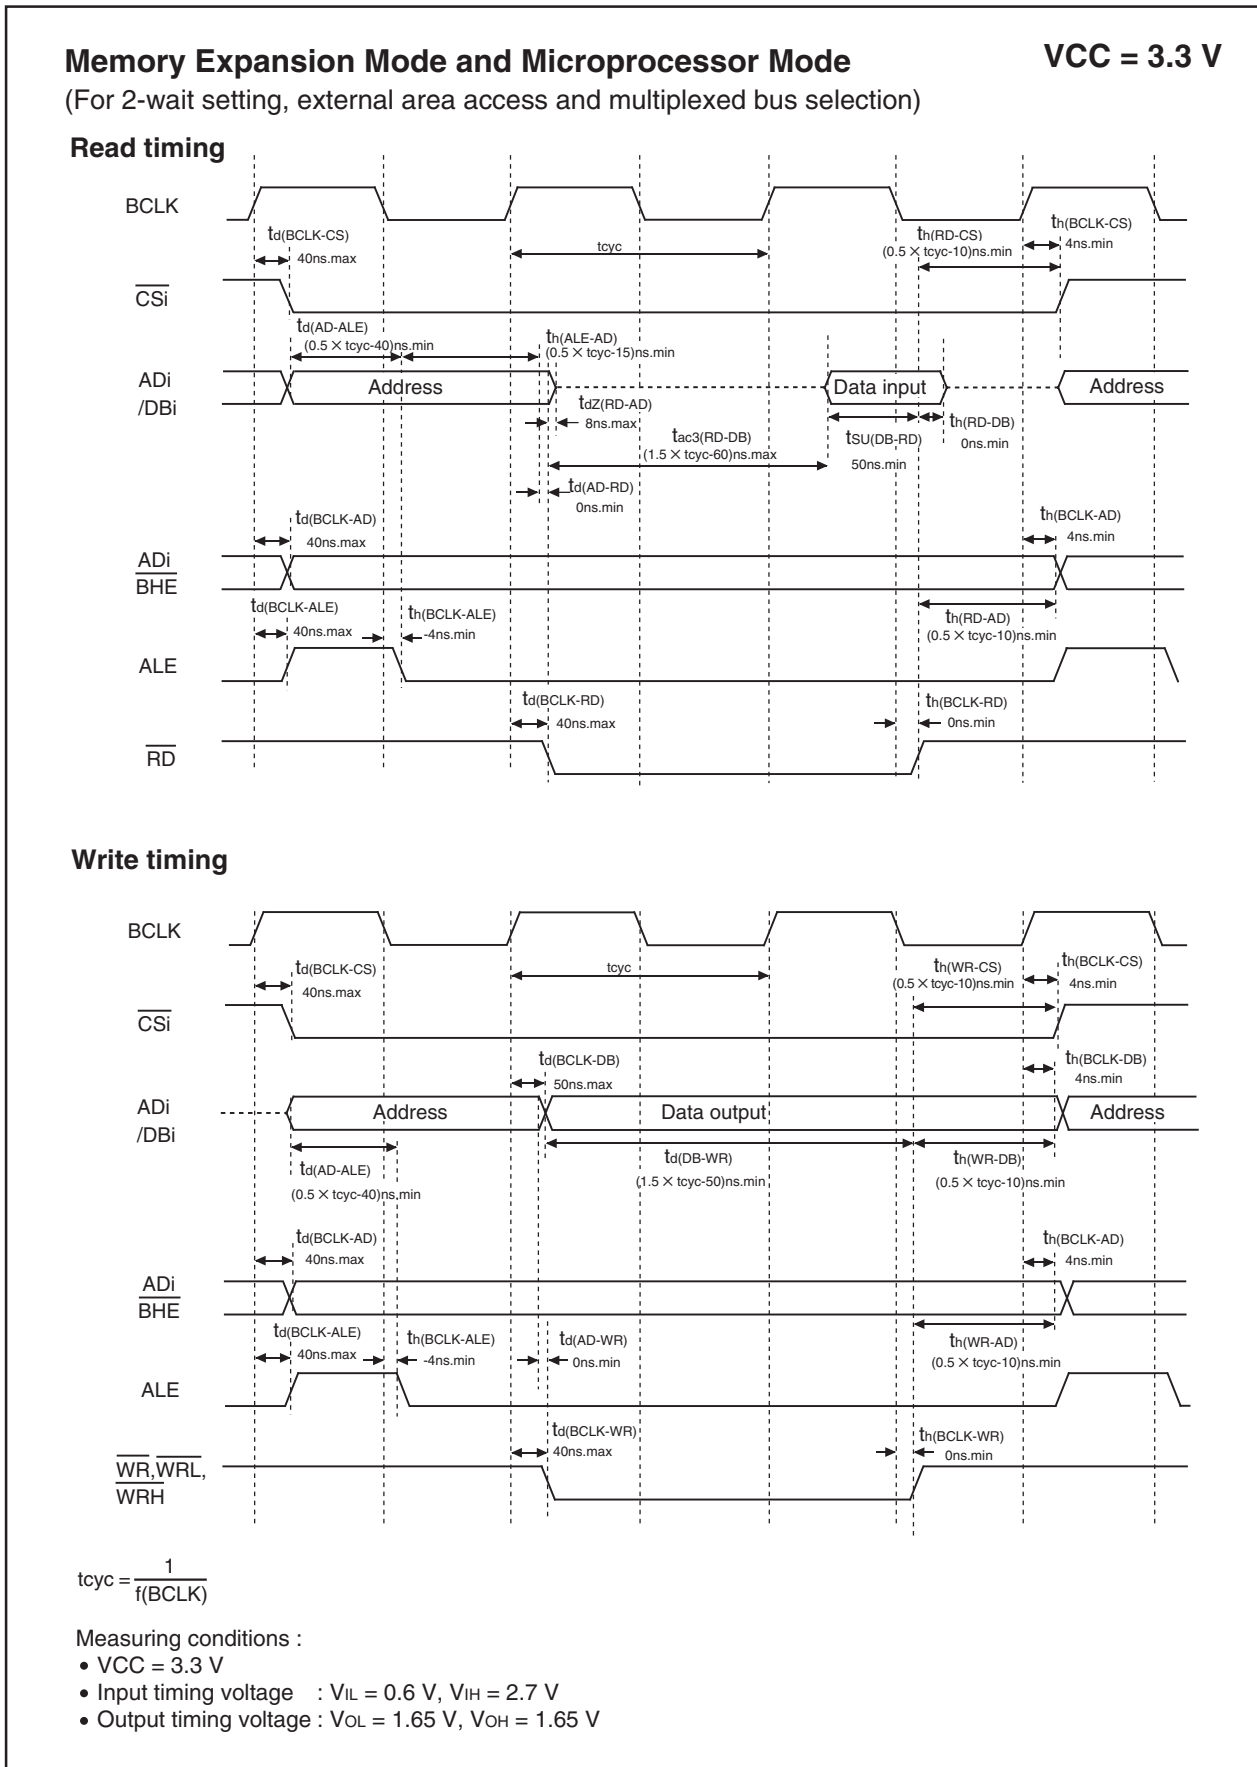 Memory Expansion Mode and Microprocessor Mode
VCC = 3.3 V
(For 2-wait setting, external area access and multiplexed bus selection)
Read timing
BCLK
td(BCLK-CS)
40ns.max
tcyc
th(RD-CS)
(0.5 × tcyc-10)ns.min
th(BCLK-CS)
4ns.min
CSi
td(AD-ALE)
(0.5 × tcyc-40)ns.min
th(ALE-AD)
(0.5 × tcyc-15)ns.min
ADi
/DBi
Address
Data input
Address
tdZ(RD-AD)
8ns.max
tac3(RD-DB)
(1.5 × tcyc-60)ns.max
tSU(DB-RD)
50ns.min
th(RD-DB)
0ns.min
td(AD-RD)
0ns.min
td(BCLK-AD)
40ns.max
th(BCLK-AD)
4ns.min
ADi
BHE
td(BCLK-ALE)
40ns.max
th(BCLK-ALE)
-4ns.min
th(RD-AD)
(0.5 × tcyc-10)ns.min
ALE
td(BCLK-RD)
40ns.max
th(BCLK-RD)
0ns.min
RD
Write timing
BCLK
td(BCLK-CS)
40ns.max
tcyc
th(WR-CS)
(0.5 × tcyc-10)ns.min
th(BCLK-CS)
4ns.min
CSi
td(BCLK-DB)
50ns.max
th(BCLK-DB)
4ns.min
ADi
/DBi
Address
Data output
Address
td(AD-ALE)
(0.5 × tcyc-40)ns.min
td(DB-WR)
(1.5 × tcyc-50)ns.min
th(WR-DB)
(0.5 × tcyc-10)ns.min
td(BCLK-AD)
40ns.max
th(BCLK-AD)
4ns.min
ADi
BHE
td(BCLK-ALE)
40ns.max
th(BCLK-ALE)
-4ns.min
td(AD-WR)
0ns.min
th(WR-AD)
(0.5 × tcyc-10)ns.min
ALE
td(BCLK-WR)
40ns.max
th(BCLK-WR)
0ns.min
WR,WRL,
WRH
tcyc = 1
f(BCLK)
Measuring conditions :
• VCC = 3.3 V
• Input timing voltage : VIL = 0.6 V, VIH = 2.7 V
• Output timing voltage : VOL = 1.65 V, VOH = 1.65 V